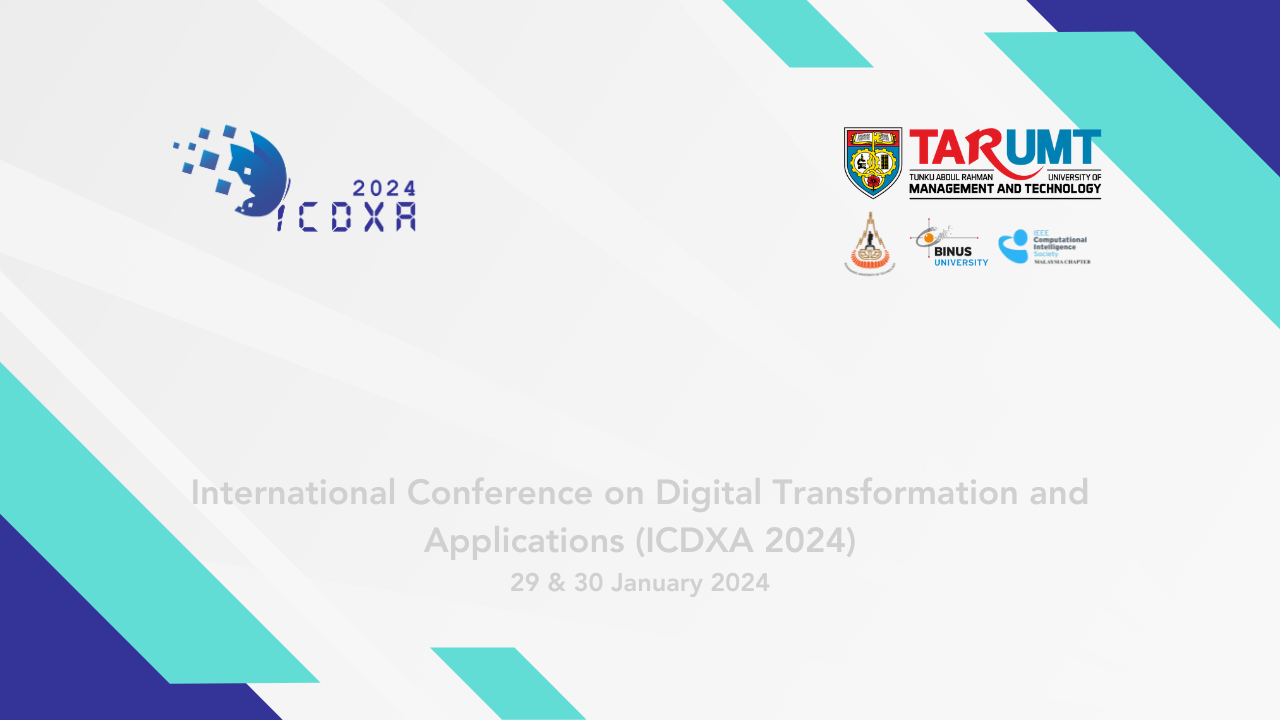 2024
ICDXA
TARUMT
TUNKU ABDUL RAHMAN UNIVERSITY OF
MANAGEMENT AND TECHNOLOGY
BINUS
UNIVERSITY
IEEE
Computational
Intelligence
Society
MALAYSIA CHAPTER
International Conference on Digital Transformation and
Applications (ICDXA 2024)
29 & 30 January 2024